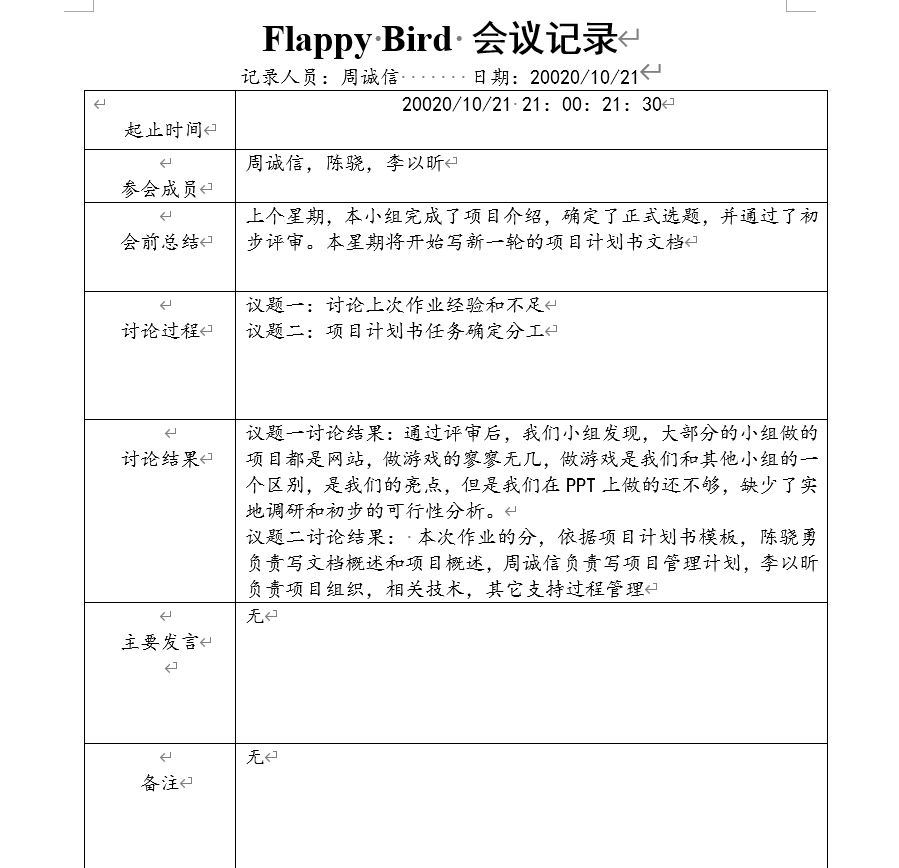 Flappy Bird 会议记录
记录人员：周诚信 日期：20020/10/21
20020/10/21 21：00：21：30
起止时间
参会成员
周诚信，陈骁，李以昕
会前总结
上个星期，本小组完成了项目介绍，确定了正式选题，并通过了初
步评审。本星期将开始写新一轮的项目计划书文档
讨论过程
议题一：讨论上次作业经验和不足
议题二：项目计划书任务确定分工
讨论结果
议题一讨论结果：通过评审后，我们小组发现，大部分的小组做的
项目都是网站，做游戏的寥寥无几，做游戏是我们和其他小组的一
个区别，是我们的亮点，但是我们在 PPT 上做的还不够，缺少了实
地调研和初步的可行性分析。
议题二讨论结果： 本次作业的分，依据项目计划书模板，陈骁勇
负责写文档概述和项目概述，周诚信负责写项目管理计划，李以昕
负责项目组织，相关技术，其它支持过程管理
主要发言
无
备注
无